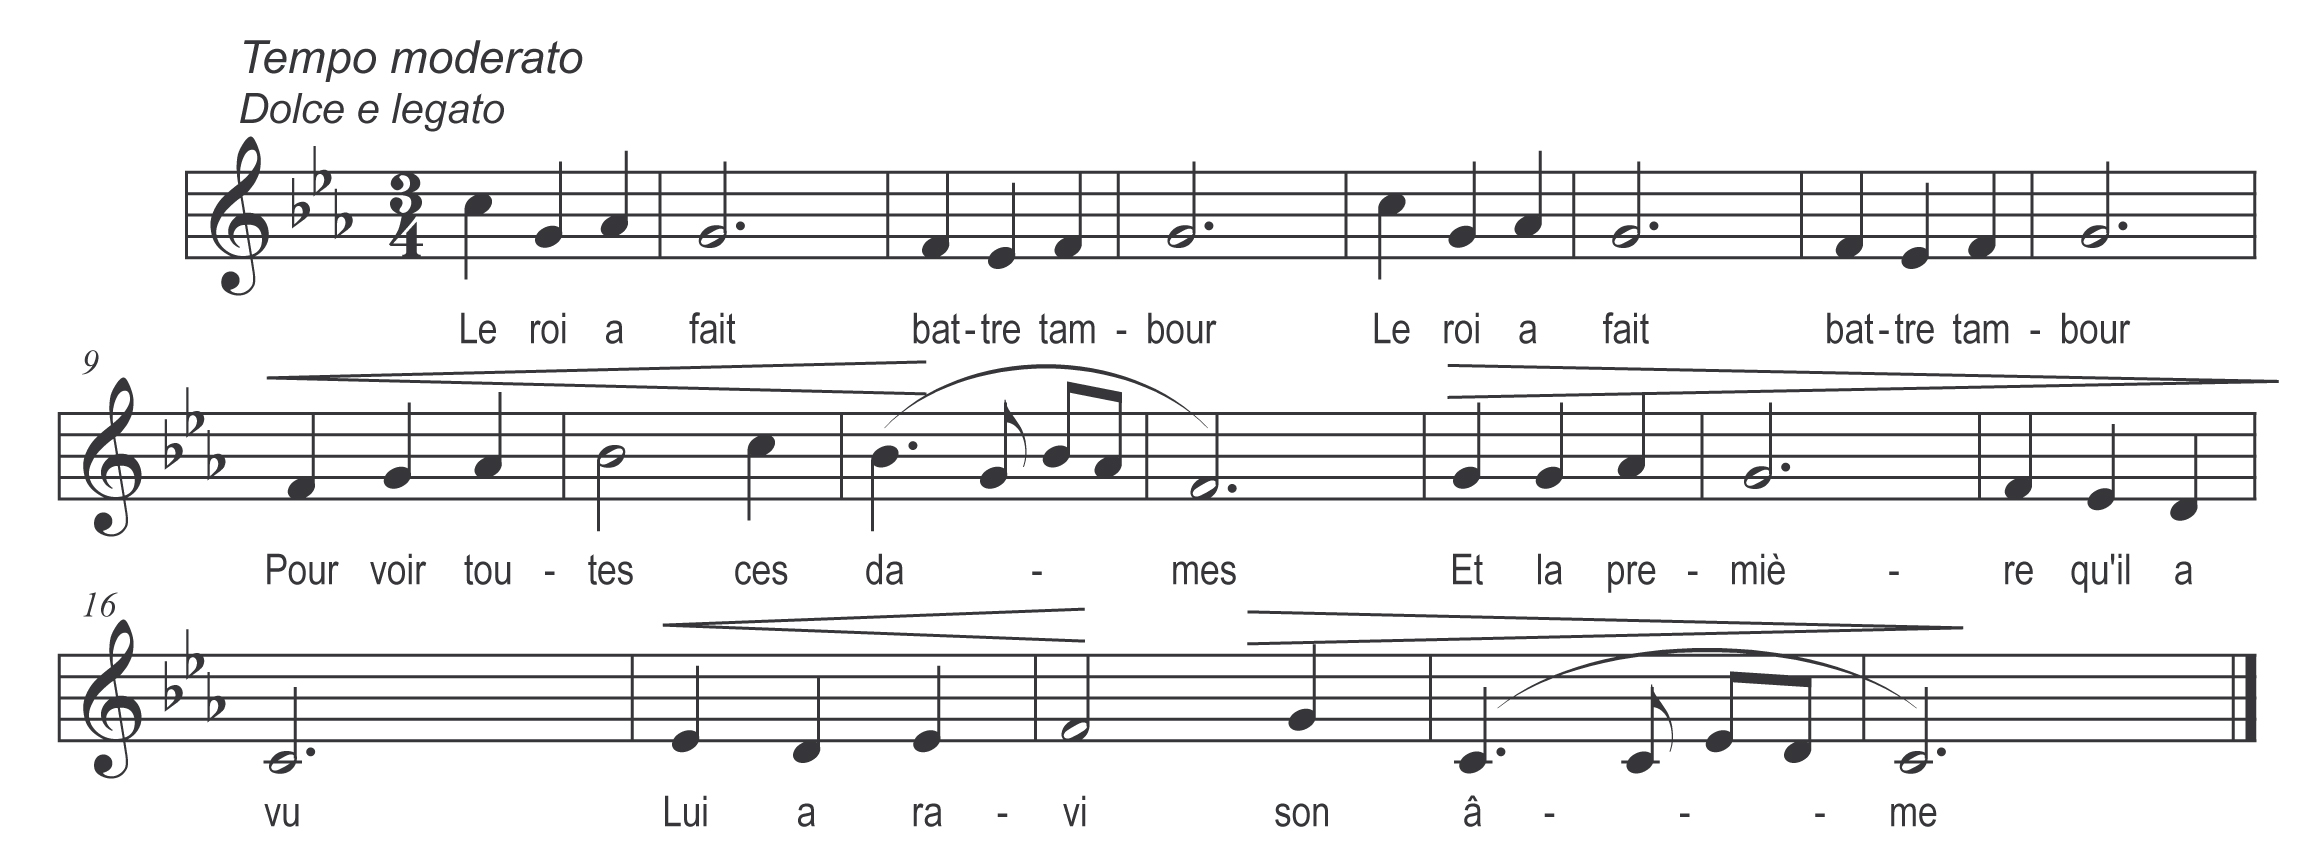 Tempo moderato
Dolce e legato
3
4
Le roi a fait bat-tre tam - bour Le roi a fait bat-tre tam - bour
9
Pour voir tou - tes ces da - mes Et la pre - miè - re qu'il a
16
vu Lui a ra - vi son â - - - me